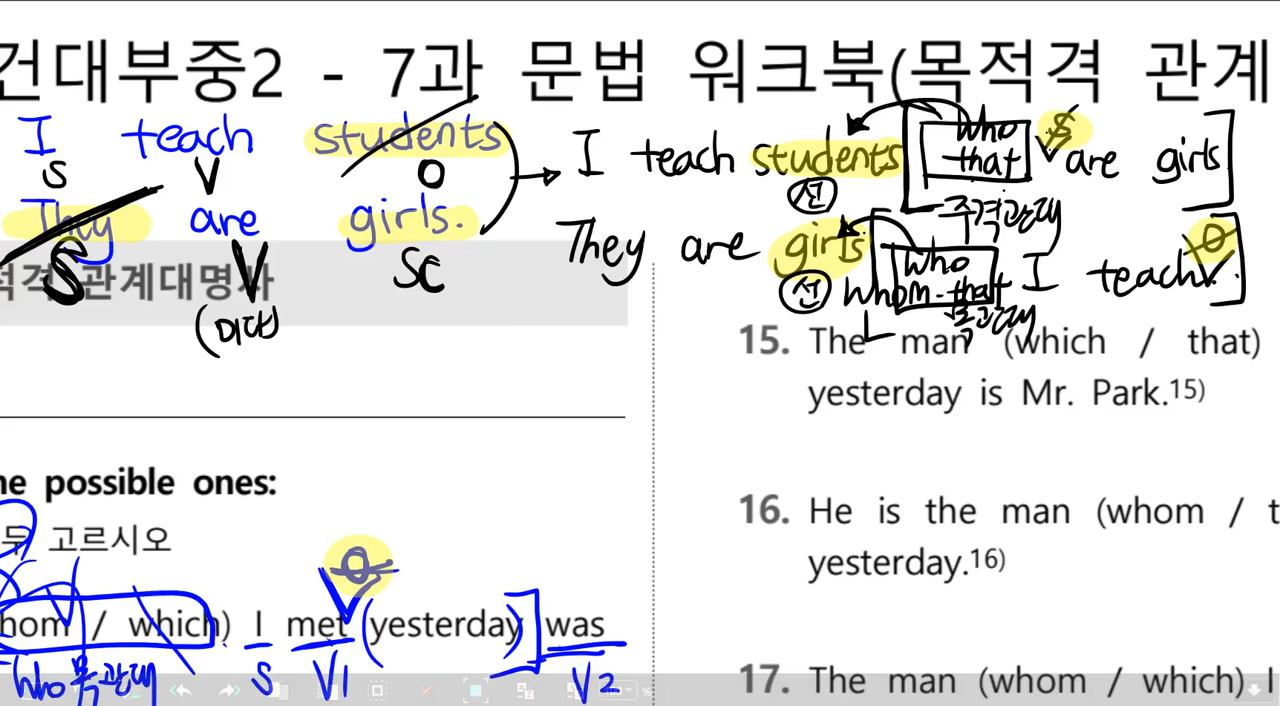 건대부중2 - 7과 문법 워크북(목적격 관계
I teach students
S V O
They are girls.
S V SC
(이다)
I teach students who that are girls
선 주격관대 S
They are girls who whom that I teach
선 목관대 O
적격 관계대명사
he possible ones:
두 고르시오
hom / which) I met (yesterday) was
who 목관대 S V1 V2
O
15. The man (which / that)
yesterday is Mr. Park.15)
16. He is the man (whom / t
yesterday.16)
17. The man (whom / which) I